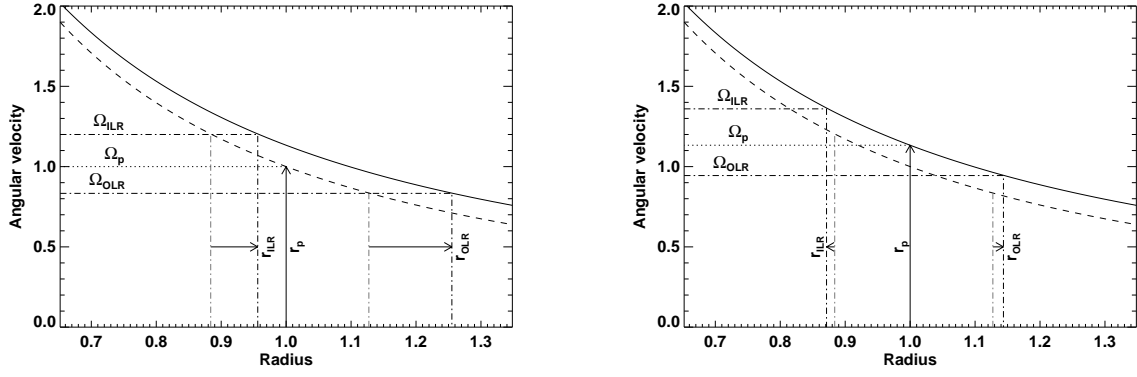 2.0
1.5
1.0
0.5
0.0
Angular velocity
Ω_ILR
Ω_p
Ω_OLR
r_ILR
r_p
r_OLR
0.7 0.8 0.9 1.0 1.1 1.2 1.3
Radius
2.0
1.5
1.0
0.5
0.0
Angular velocity
Ω_ILR
Ω_p
Ω_OLR
r_ILR
r_p
r_OLR
0.7 0.8 0.9 1.0 1.1 1.2 1.3
Radius